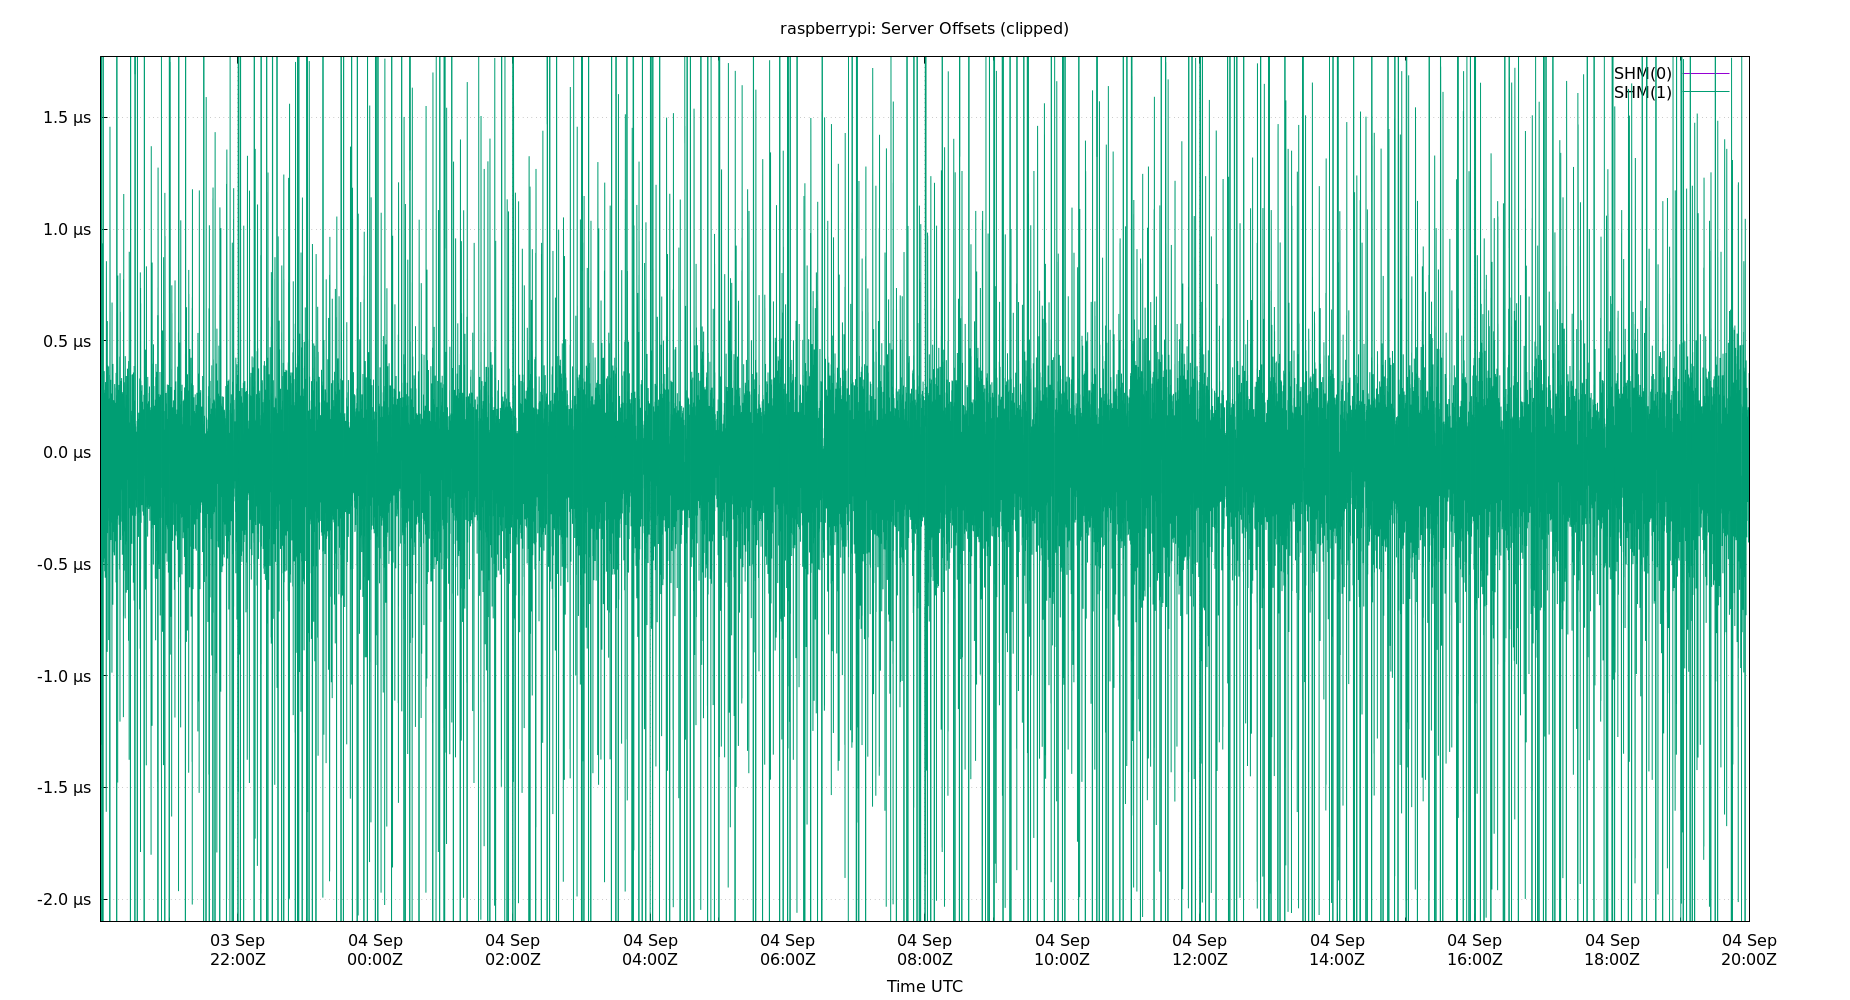 raspberrypi: Server Offsets (clipped)
SHM(0)
SHM(1)
1.5 µs
1.0 µs
0.5 µs
0.0 µs
-0.5 µs
-1.0 µs
-1.5 µs
-2.0 µs
03 Sep 04 Sep 04 Sep 04 Sep 04 Sep 04 Sep 04 Sep 04 Sep 04 Sep 04 Sep 04 Sep 04 Sep
22:00Z 00:00Z 02:00Z 04:00Z 06:00Z 08:00Z 10:00Z 12:00Z 14:00Z 16:00Z 18:00Z 20:00Z
Time UTC